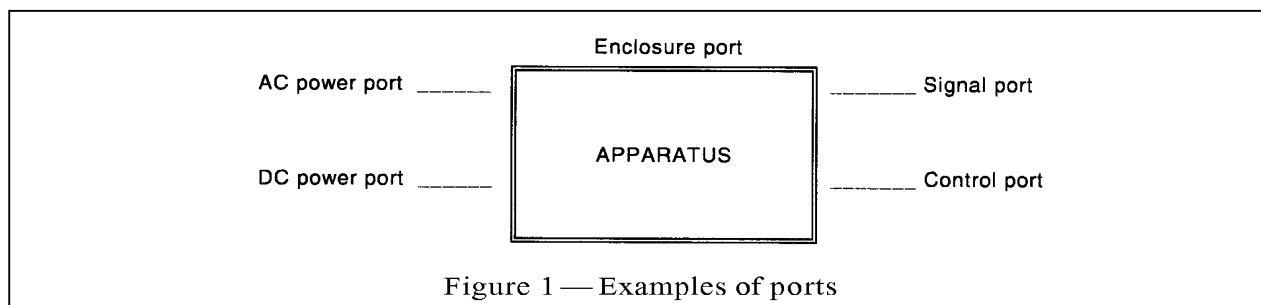 Enclosure port
AC power port
Signal port
APPARATUS
DC power port
Control port
Figure 1 — Examples of ports